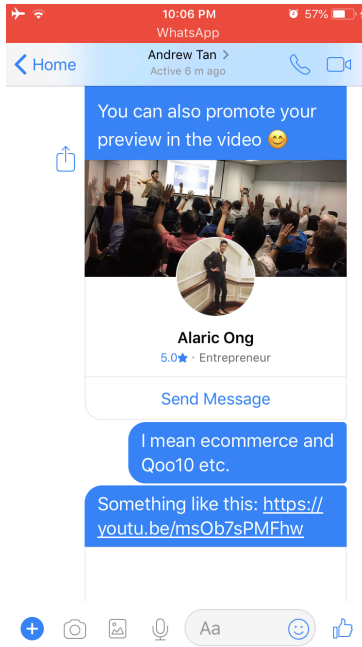 10:06 PM
57%
WhatsApp
Home
Andrew Tan >
Active 6 m ago
You can also promote your
preview in the video 😊
Alaric Ong
5.0★ · Entrepreneur
Send Message
I mean ecommerce and
Qoo10 etc.
Something like this: https://
youtu.be/msOb7sPMFhw
Aa